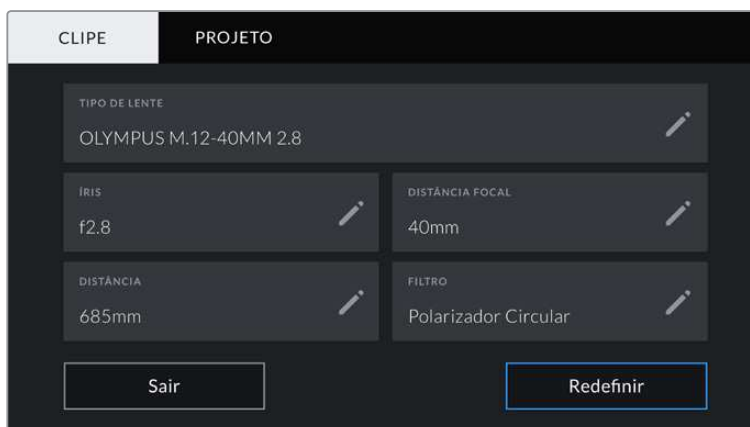 CLIPE PROJETO
TIPO DE LENTE
OLYMPUS M.12-40MM 2.8
ÍRIS
f2.8
DISTÂNCIA FOCAL
40mm
DISTÂNCIA
685mm
FILTRO
Polarizador Circular
Sair Redefinir